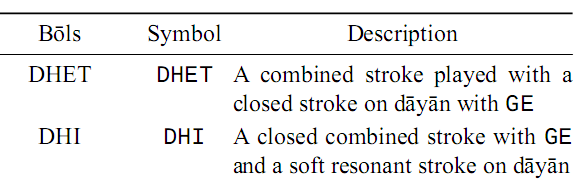 Bōls Symbol Description
DHET DHET A combined stroke played with a
closed stroke on dāyān with GE
DHI DHI A closed combined stroke with GE
and a soft resonant stroke on dāyān